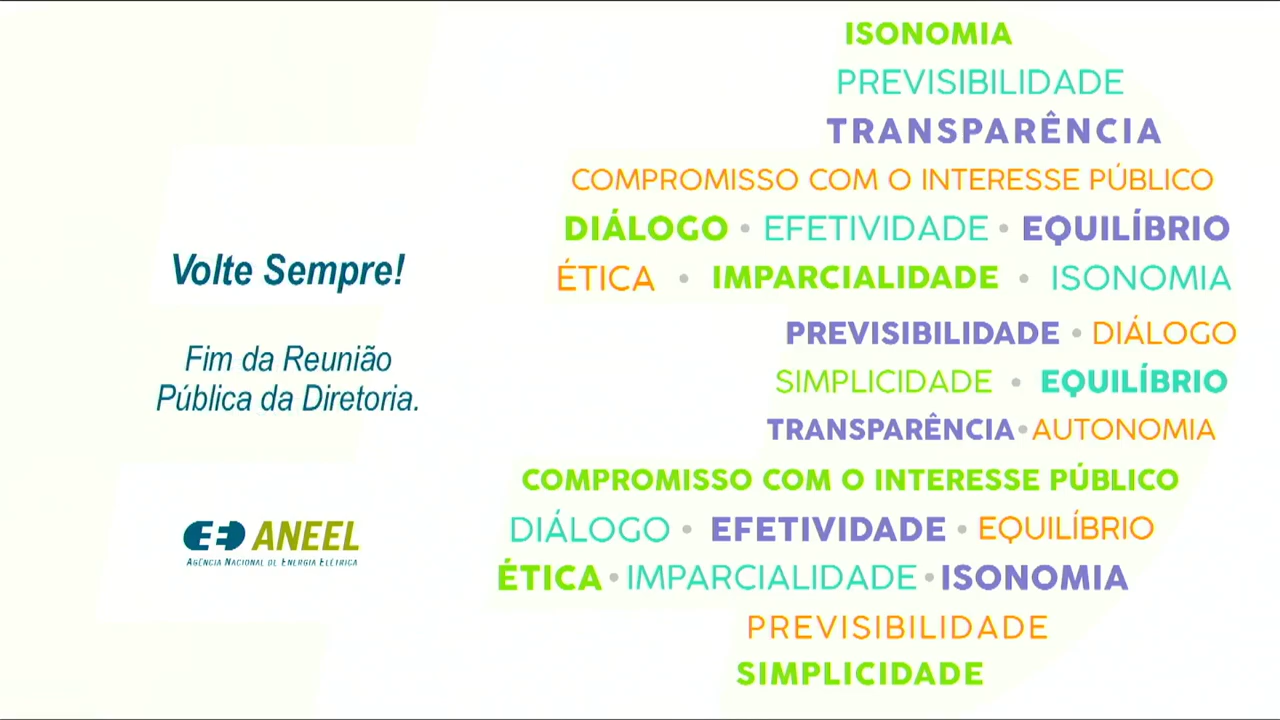 Volte Sempre!
Fim da Reunião
Pública da Diretoria.
ANEEL
AGÊNCIA NACIONAL DE ENERGIA ELÉTRICA
ISONOMIA
PREVISIBILIDADE
TRANSPARÊNCIA
COMPROMISSO COM O INTERESSE PÚBLICO
DIÁLOGO • EFETIVIDADE • EQUILÍBRIO
ÉTICA • IMPARCIALIDADE • ISONOMIA
PREVISIBILIDADE • DIÁLOGO
SIMPLICIDADE • EQUILÍBRIO
TRANSPARÊNCIA • AUTONOMIA
COMPROMISSO COM O INTERESSE PÚBLICO
DIÁLOGO • EFETIVIDADE • EQUILÍBRIO
ÉTICA • IMPARCIALIDADE • ISONOMIA
PREVISIBILIDADE
SIMPLICIDADE